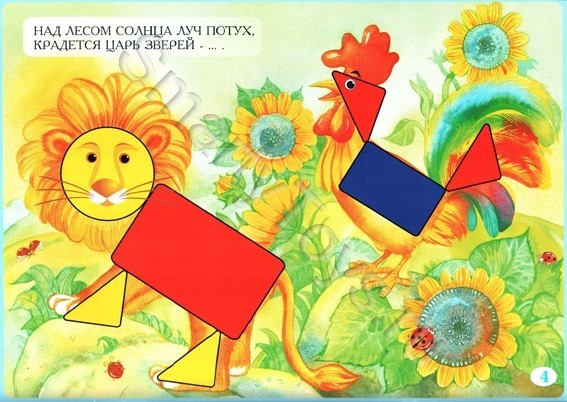 НАД ЛЕСОМ СОЛНЦА ЛУЧ ПОТУХ,
КРАДЕТСЯ ЦАРЬ ЗВЕРЕЙ - ... .
4